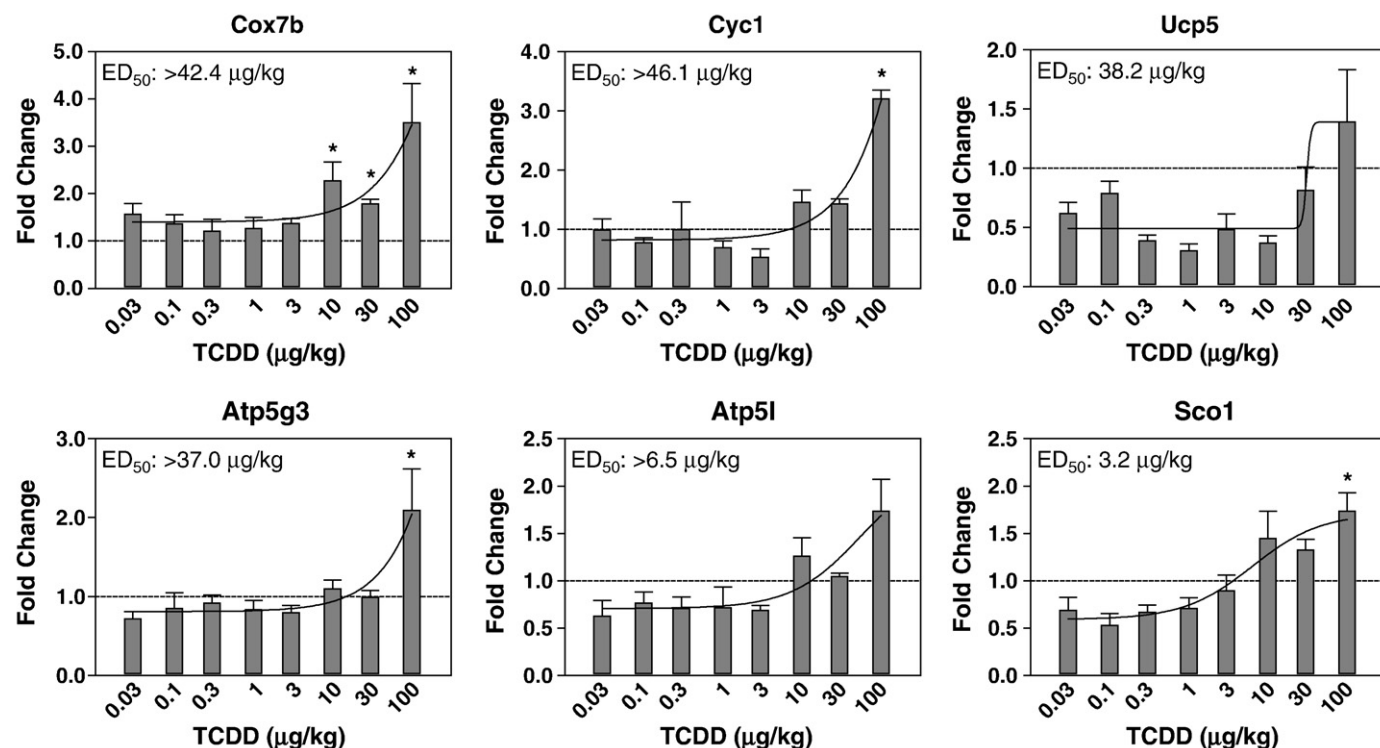 Cox7b
5.0
4.0
3.0
2.0
1.0
0.0
Fold Change
ED50: >42.4 μg/kg
*
*
*
0.03 0.1 0.3 1 3 10 30 100
TCDD (μg/kg)
Cyc1
4.0
3.0
2.0
1.0
0.0
Fold Change
ED50: >46.1 μg/kg
*
0.03 0.1 0.3 1 3 10 30 100
TCDD (μg/kg)
Ucp5
2.0
1.5
1.0
0.5
0.0
Fold Change
ED50: 38.2 μg/kg
0.03 0.1 0.3 1 3 10 30 100
TCDD (μg/kg)
Atp5g3
3.0
2.0
1.0
0.0
Fold Change
ED50: >37.0 μg/kg
*
0.03 0.1 0.3 1 3 10 30 100
TCDD (μg/kg)
Atp5l
2.5
2.0
1.5
1.0
0.5
0.0
Fold Change
ED50: >6.5 μg/kg
0.03 0.1 0.3 1 3 10 30 100
TCDD (μg/kg)
Sco1
2.5
2.0
1.5
1.0
0.5
0.0
Fold Change
ED50: 3.2 μg/kg
*
0.03 0.1 0.3 1 3 10 30 100
TCDD (μg/kg)